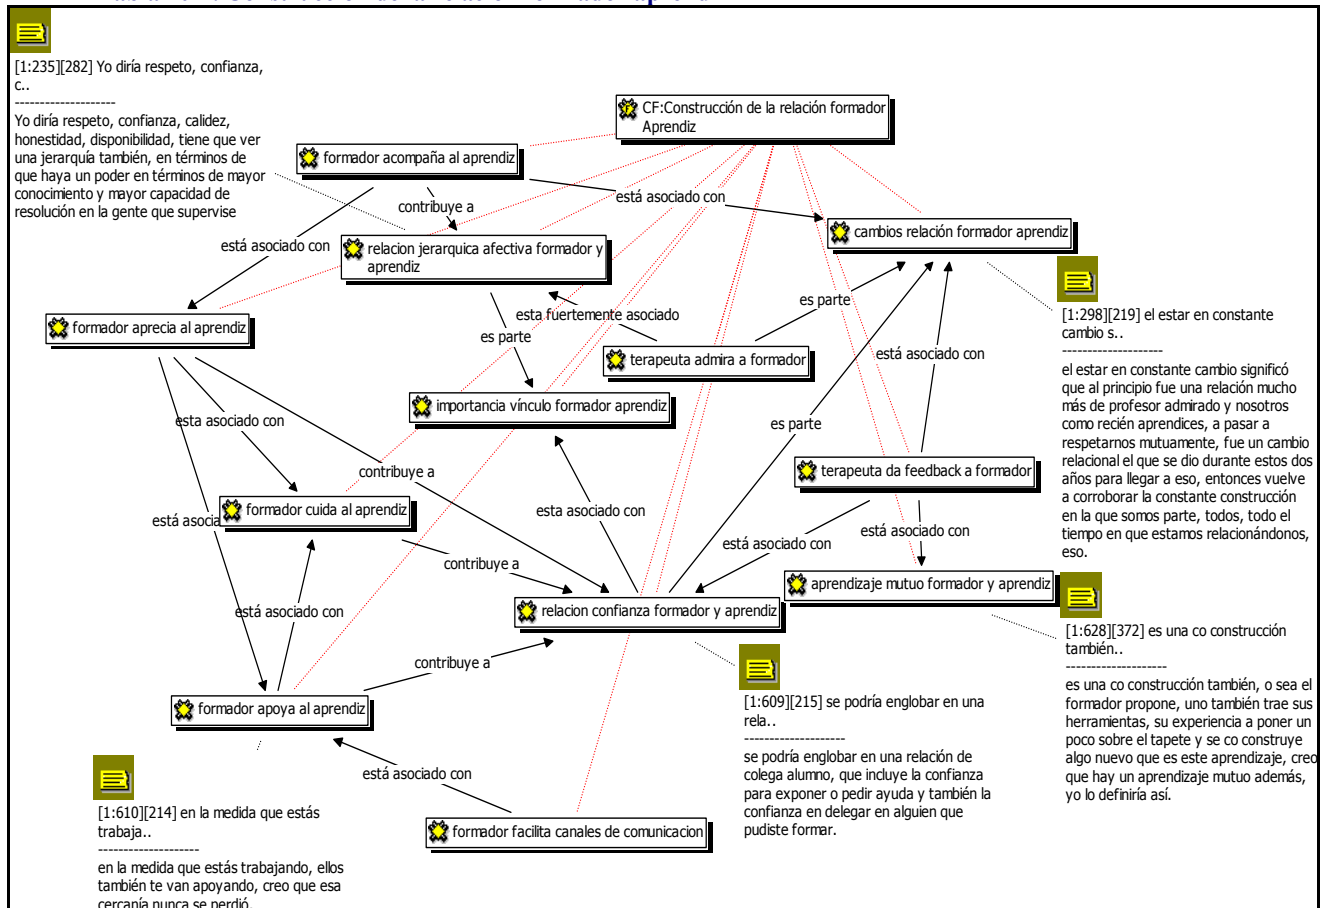 [1:235][282] Yo diría respeto, confianza,
c..
--------------------
Yo diría respeto, confianza, calidez,
honestidad, disponibilidad, tiene que ver
una jerarquía también, en términos de
que haya un poder en términos de mayor
conocimiento y mayor capacidad de
resolución en la gente que supervise
CF:Construcción de la relación formador
Aprendiz
formador acompaña al aprendiz
contribuye a
está asociado con
está asociado con
relacion jerarquica afectiva formador y
aprendiz
cambios relación formador aprendiz
formador aprecia al aprendiz
es parte
esta fuertemente asociado
es parte
terapeuta admira a formador
está asociado con
[1:298][219] el estar en constante
cambio s..
--------------------
el estar en constante cambio significó
que al principio fue una relación mucho
más de profesor admirado y nosotros
como recién aprendices, a pasar a
respetarnos mutuamente, fue un cambio
relacional el que se dio durante estos dos
años para llegar a eso, entonces vuelve
a corroborar la constante construcción
en la que somos parte, todos, todo el
tiempo en que estamos relacionándonos,
eso.
importancia vínculo formador aprendiz
esta asociado con
es parte
contribuye a
terapeuta da feedback a formador
formador cuida al aprendiz
está asocia
esta asociado con
está asociado con
está asociado con
contribuye a
aprendizaje mutuo formador y aprendiz
relacion confianza formador y aprendiz
está asociado con
contribuye a
[1:628][372] es una co construcción
también..
--------------------
es una co construcción también, o sea el
formador propone, uno también trae sus
herramientas, su experiencia a poner un
poco sobre el tapete y se co construye
algo nuevo que es este aprendizaje, creo
que hay un aprendizaje mutuo además,
yo lo definiría así.
[1:609][215] se podría englobar en una
rela..
--------------------
se podría englobar en una relación de
colega alumno, que incluye la confianza
para exponer o pedir ayuda y también la
confianza en delegar en alguien que
pudiste formar.
formador apoya al aprendiz
está asociado con
formador facilita canales de comunicacion
[1:610][214] en la medida que estás
trabaja..
--------------------
en la medida que estás trabajando, ellos
también te van apoyando, creo que esa
cercanía nunca se perdió.